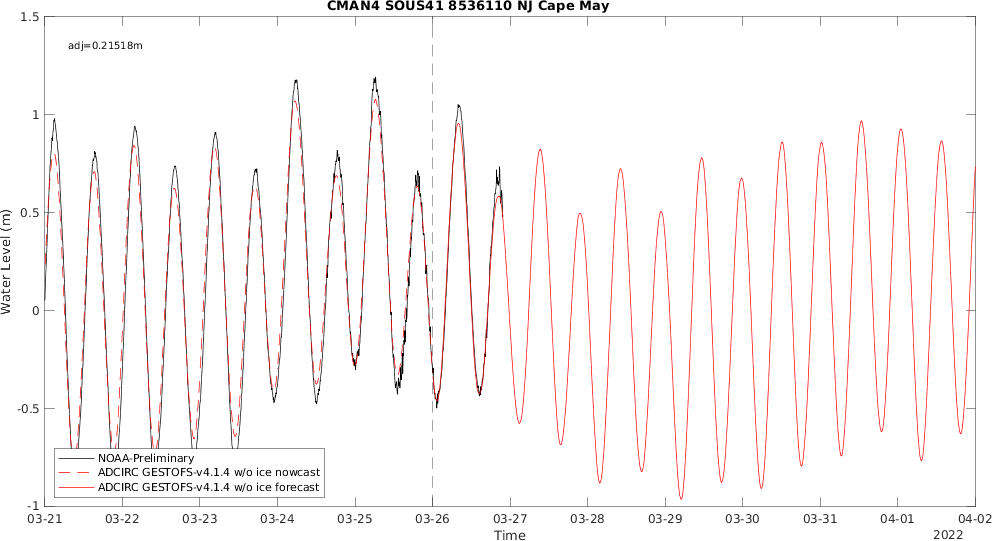 CMAN4 SOUS41 8536110 NJ Cape May
adj=0.21518m
1.5
1
0.5
0
-0.5
-1
Water Level (m)
NOAA-Preliminary
ADCIRC GESTOFS-v4.1.4 w/o ice nowcast
ADCIRC GESTOFS-v4.1.4 w/o ice forecast
03-21 03-22 03-23 03-24 03-25 03-26 03-27 03-28 03-29 03-30 03-31 04-01 04-02
Time
2022